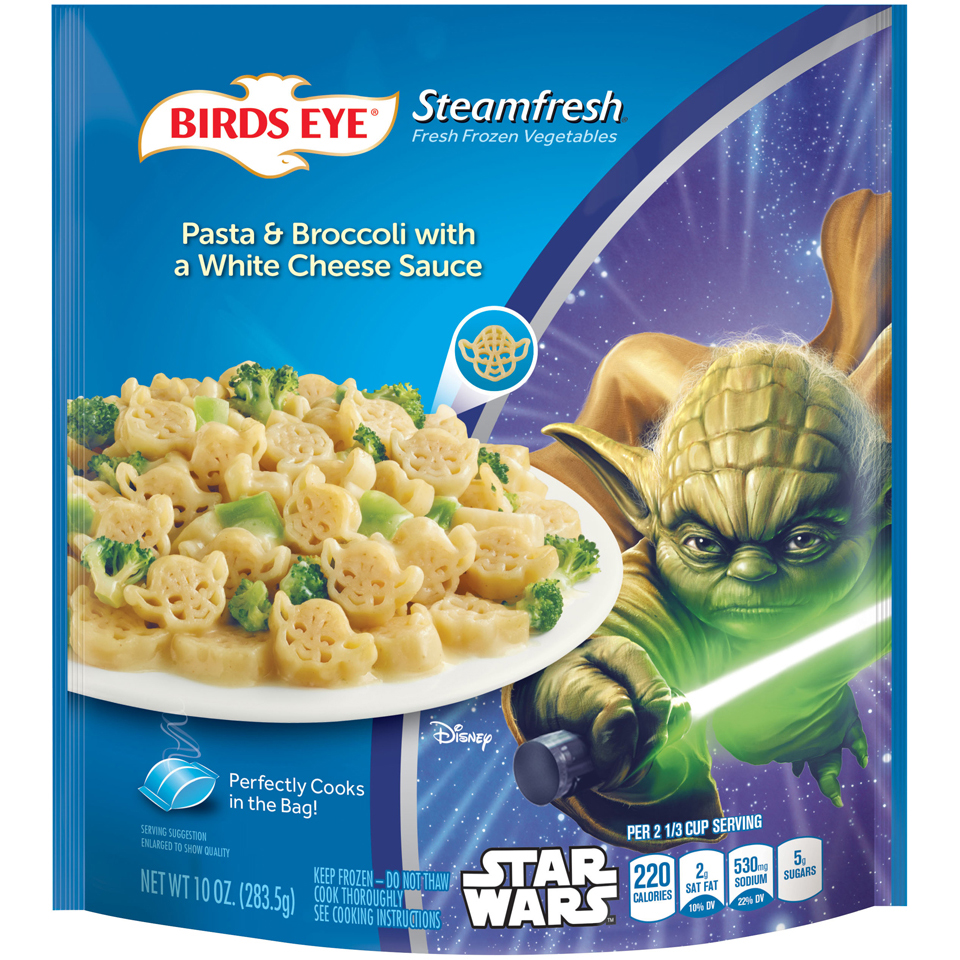 BIRDS EYE®
Steamfresh®
Fresh Frozen Vegetables
Pasta & Broccoli with
a White Cheese Sauce
Disney
Perfectly Cooks
in the Bag!
SERVING SUGGESTION
ENLARGED TO SHOW QUALITY
NET WT 10 OZ. (283.5g)
KEEP FROZEN – DO NOT THAW
COOK THOROUGHLY
SEE COOKING INSTRUCTIONS
STAR
WARS™
PER 2 1/3 CUP SERVING
220
CALORIES
2g
SAT FAT
10% DV
530mg
SODIUM
22% DV
5g
SUGARS